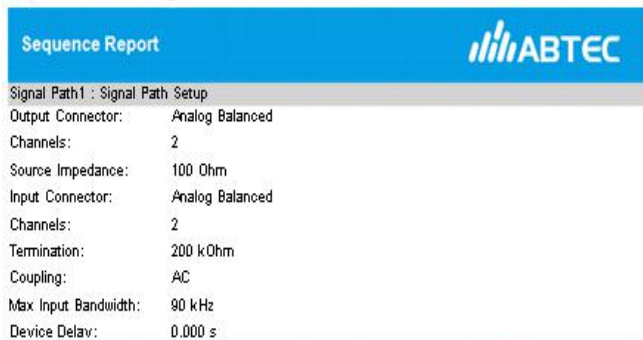 Sequence Report
ABTEC
Signal Path1 : Signal Path Setup
Output Connector: Analog Balanced
Channels: 2
Source Impedance: 100 Ohm
Input Connector: Analog Balanced
Channels: 2
Termination: 200 kOhm
Coupling: AC
Max Input Bandwidth: 90 kHz
Device Delay: 0.000 s